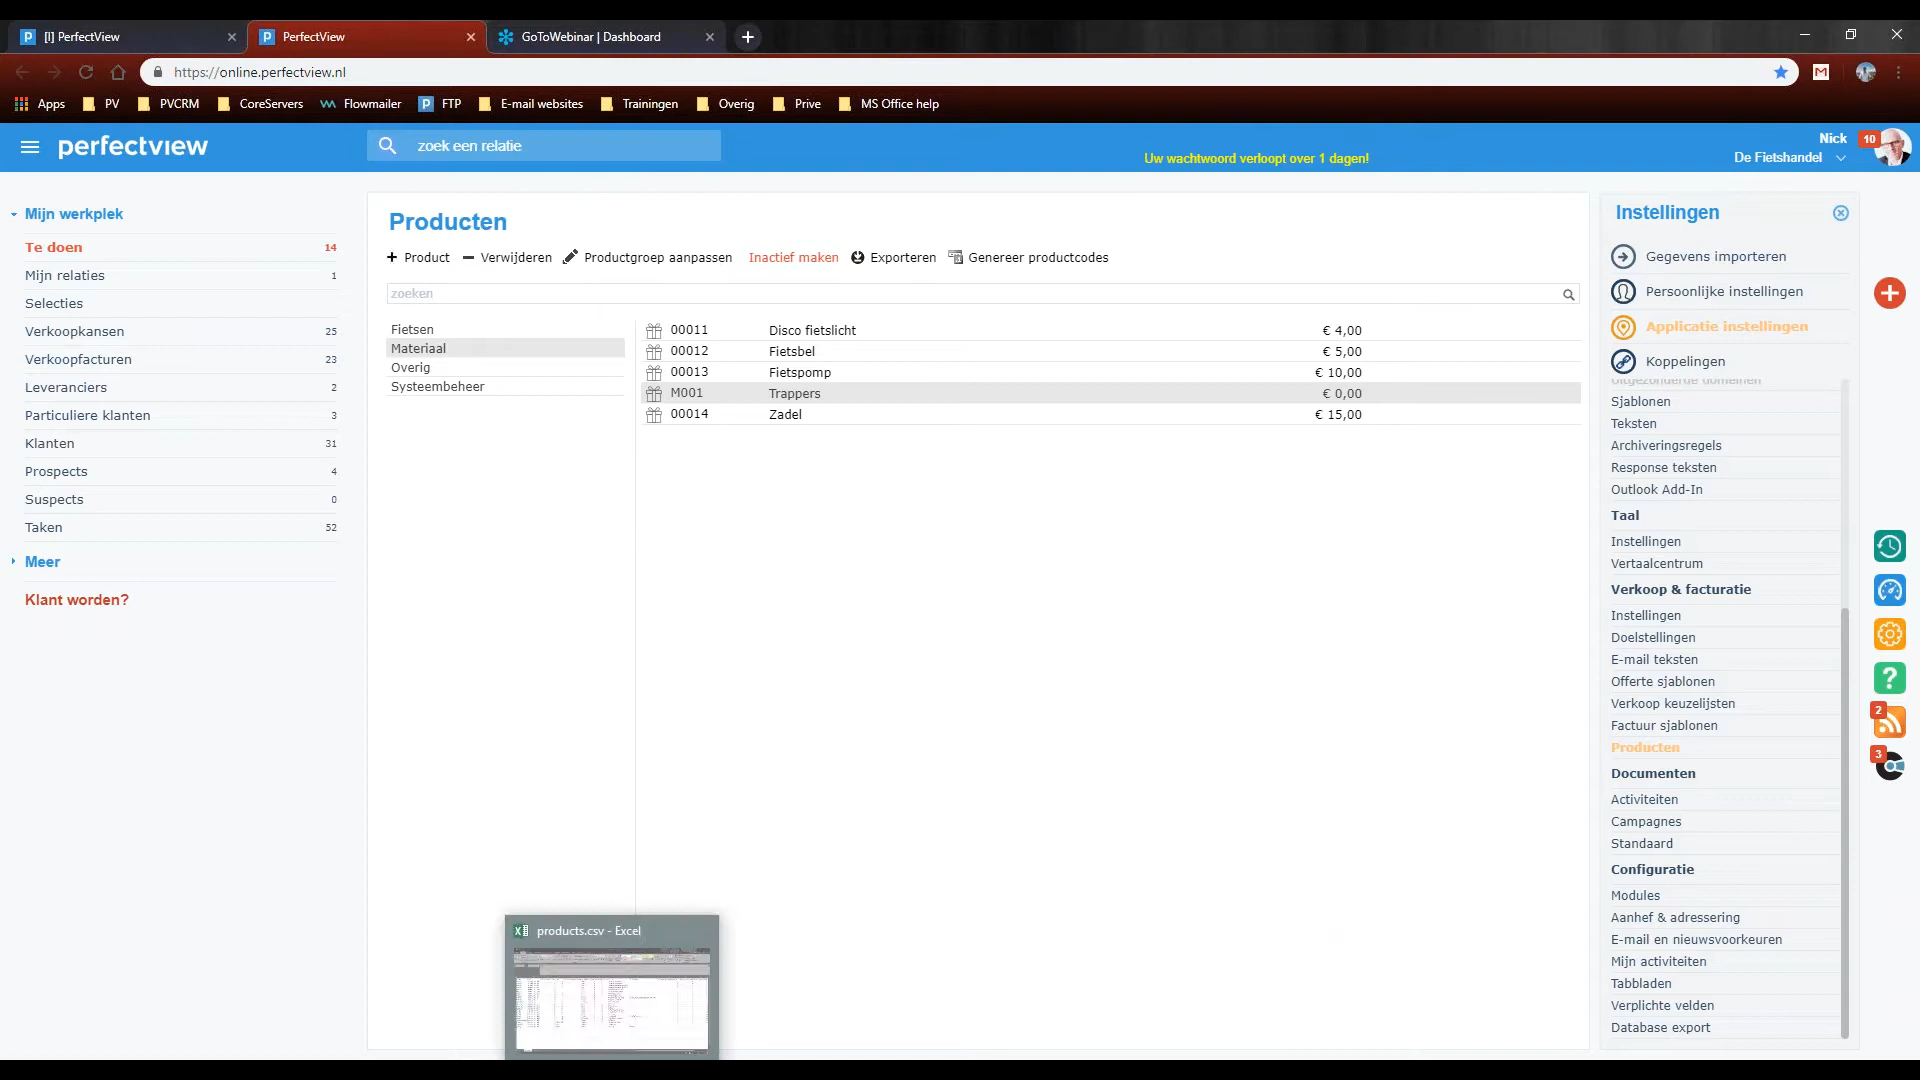 [I] PerfectView
PerfectView
GoToWebinar | Dashboard
https://online.perfectview.nl
Apps
PV
PVCRM
CoreServers
Flowmailer
FTP
E-mail websites
Trainingen
Overig
Prive
MS Office help
perfectview
zoek een relatie
Uw wachtwoord verloopt over 1 dagen!
Nick
De Fietshandel
10
Mijn werkplek
Te doen 14
Mijn relaties 1
Selecties
Verkoopkansen 25
Verkoopfacturen 23
Leveranciers 2
Particuliere klanten 3
Klanten 31
Prospects 4
Suspects 0
Taken 52
Meer
Klant worden?
Producten
Product
Verwijderen
Productgroep aanpassen
Inactief maken
Exporteren
Genereer productcodes
zoeken
Fietsen
Materiaal
Overig
Systeembeheer
00011 Disco fietslicht € 4,00
00012 Fietsbel € 5,00
00013 Fietspomp € 10,00
M001 Trappers € 0,00
00014 Zadel € 15,00
products.csv - Excel
Instellingen
Gegevens importeren
Persoonlijke instellingen
Applicatie instellingen
Koppelingen
Uitgezonderde domeinen
Sjablonen
Teksten
Archiveringsregels
Response teksten
Outlook Add-In
Taal
Instellingen
Vertaalcentrum
Verkoop & facturatie
Instellingen
Doelstellingen
E-mail teksten
Offerte sjablonen
Verkoop keuzelijsten
Factuur sjablonen
Producten
Documenten
Activiteiten
Campagnes
Standaard
Configuratie
Modules
Aanhef & adressering
E-mail en nieuwsvoorkeuren
Mijn activiteiten
Tabbladen
Verplichte velden
Database export
2
3